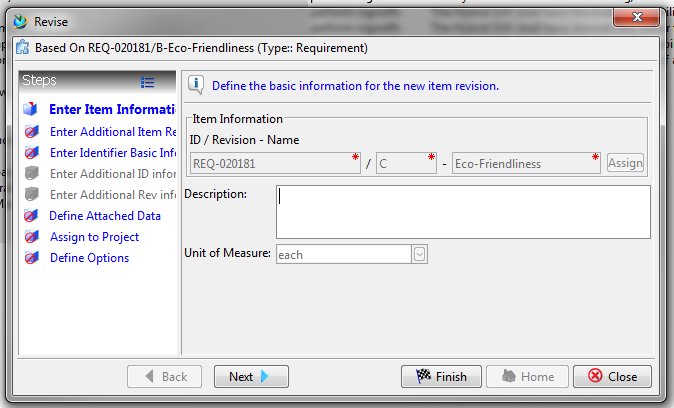 Revise
Based On REQ-020181/B-Eco-Friendliness (Type:: Requirement)
Steps
Enter Item Informati
Enter Additional Item Re
Enter Identifier Basic Info
Enter Additional ID infor
Enter Additional Rev info
Define Attached Data
Assign to Project
Define Options
Define the basic information for the new item revision.
Item Information
ID / Revision - Name
REQ-020181 * / C * - Eco-Friendliness * Assign
Description:
Unit of Measure: each
Back Next Finish Home Close